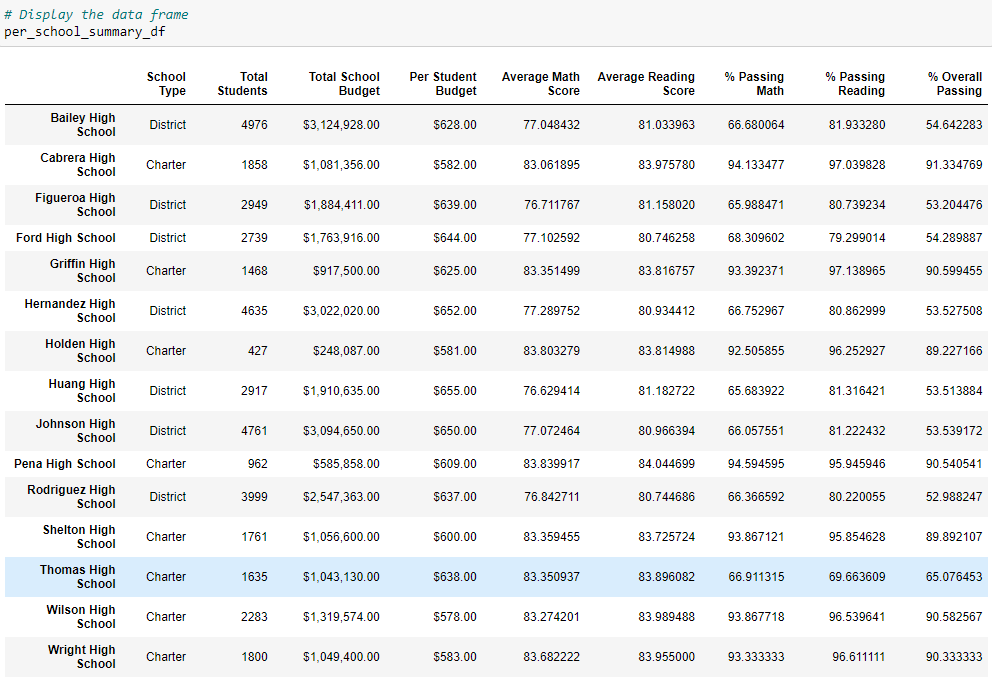 # Display the data frame
per_school_summary_df
School Type Total Students Total School Budget Per Student Budget Average Math Score Average Reading Score % Passing Math % Passing Reading % Overall Passing
Bailey High School District 4976 $3,124,928.00 $628.00 77.048432 81.033963 66.680064 81.933280 54.642283
Cabrera High School Charter 1858 $1,081,356.00 $582.00 83.061895 83.975780 94.133477 97.039828 91.334769
Figueroa High School District 2949 $1,884,411.00 $639.00 76.711767 81.158020 65.988471 80.739234 53.204476
Ford High School District 2739 $1,763,916.00 $644.00 77.102592 80.746258 68.309602 79.299014 54.289887
Griffin High School Charter 1468 $917,500.00 $625.00 83.351499 83.816757 93.392371 97.138965 90.599455
Hernandez High School District 4635 $3,022,020.00 $652.00 77.289752 80.934412 66.752967 80.862999 53.527508
Holden High School Charter 427 $248,087.00 $581.00 83.803279 83.814988 92.505855 96.252927 89.227166
Huang High School District 2917 $1,910,635.00 $655.00 76.629414 81.182722 65.683922 81.316421 53.513884
Johnson High School District 4761 $3,094,650.00 $650.00 77.072464 80.966394 66.057551 81.222432 53.539172
Pena High School Charter 962 $585,858.00 $609.00 83.839917 84.044699 94.594595 95.945946 90.540541
Rodriguez High School District 3999 $2,547,363.00 $637.00 76.842711 80.744686 66.366592 80.220055 52.988247
Shelton High School Charter 1761 $1,056,600.00 $600.00 83.359455 83.725724 93.867121 95.854628 89.892107
Thomas High School Charter 1635 $1,043,130.00 $638.00 83.350937 83.896082 66.911315 69.663609 65.076453
Wilson High School Charter 2283 $1,319,574.00 $578.00 83.274201 83.989488 93.867718 96.539641 90.582567
Wright High School Charter 1800 $1,049,400.00 $583.00 83.682222 83.955000 93.333333 96.611111 90.333333